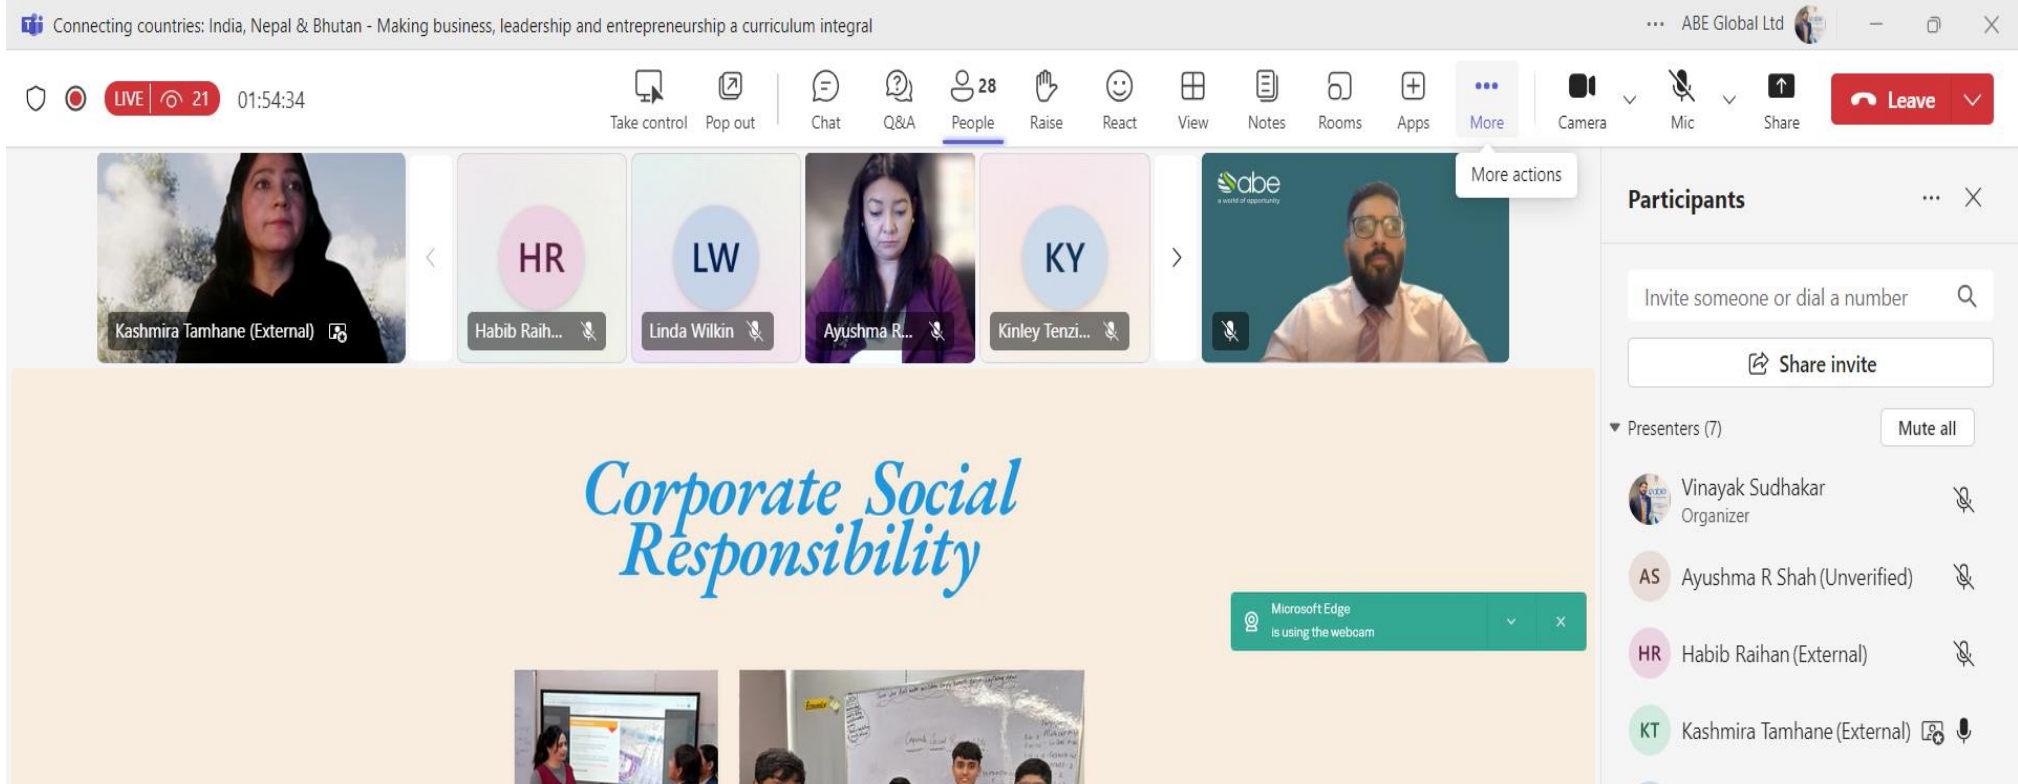 Connecting countries: India, Nepal & Bhutan - Making business, leadership and entrepreneurship a curriculum integral
ABE Global Ltd
LIVE 21 01:54:34
Take control
Pop out
Chat
Q&A
28
People
Raise
React
View
Notes
Rooms
Apps
More
Camera
Mic
Share
Leave
More actions
Kashmira Tamhane (External)
HR
Habib Raih...
LW
Linda Wilkin
Ayushma R...
KY
Kinley Tenzi...
abe
a world of opportunity
Corporate Social
Responsibility
Microsoft Edge
is using the webcam
Participants
Invite someone or dial a number
Share invite
Presenters (7)
Mute all
Vinayak Sudhakar
Organizer
AS Ayushma R Shah (Unverified)
HR Habib Raihan (External)
KT Kashmira Tamhane (External)